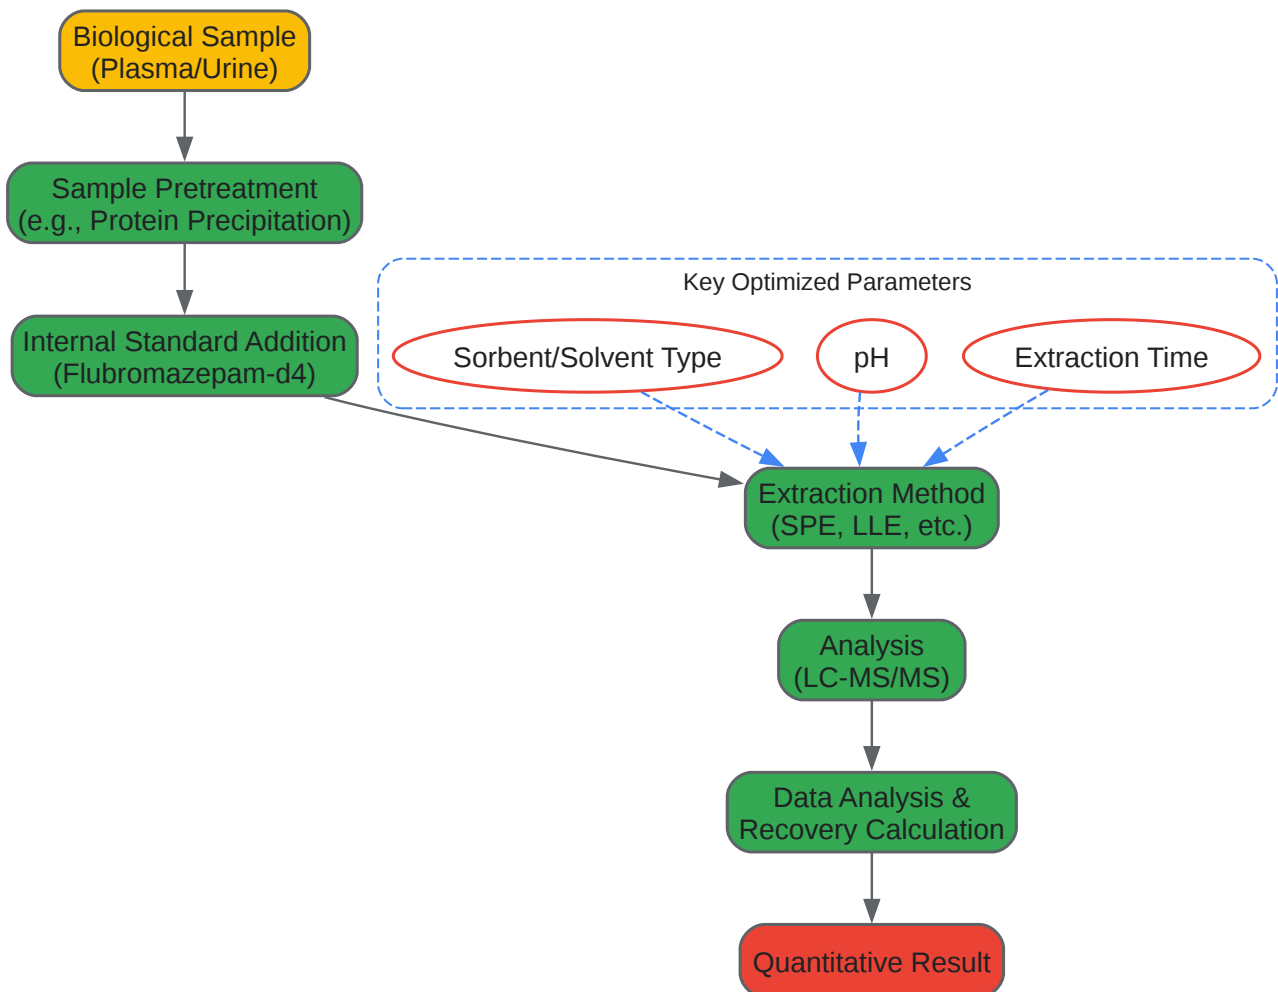 Biological Sample
(Plasma/Urine)
Sample Pretreatment
(e.g., Protein Precipitation)
Internal Standard Addition
(Flubromazepam-d4)
Key Optimized Parameters
Sorbent/Solvent Type
pH
Extraction Time
Extraction Method
(SPE, LLE, etc.)
Analysis
(LC-MS/MS)
Data Analysis &
Recovery Calculation
Quantitative Result